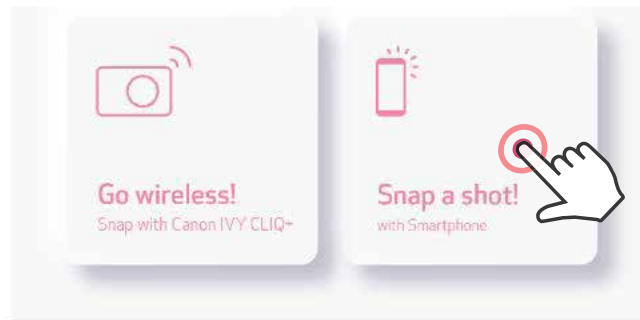 Go wireless!
Snap with Canon IVY CLIQ+
Snap a shot!
with Smartphone